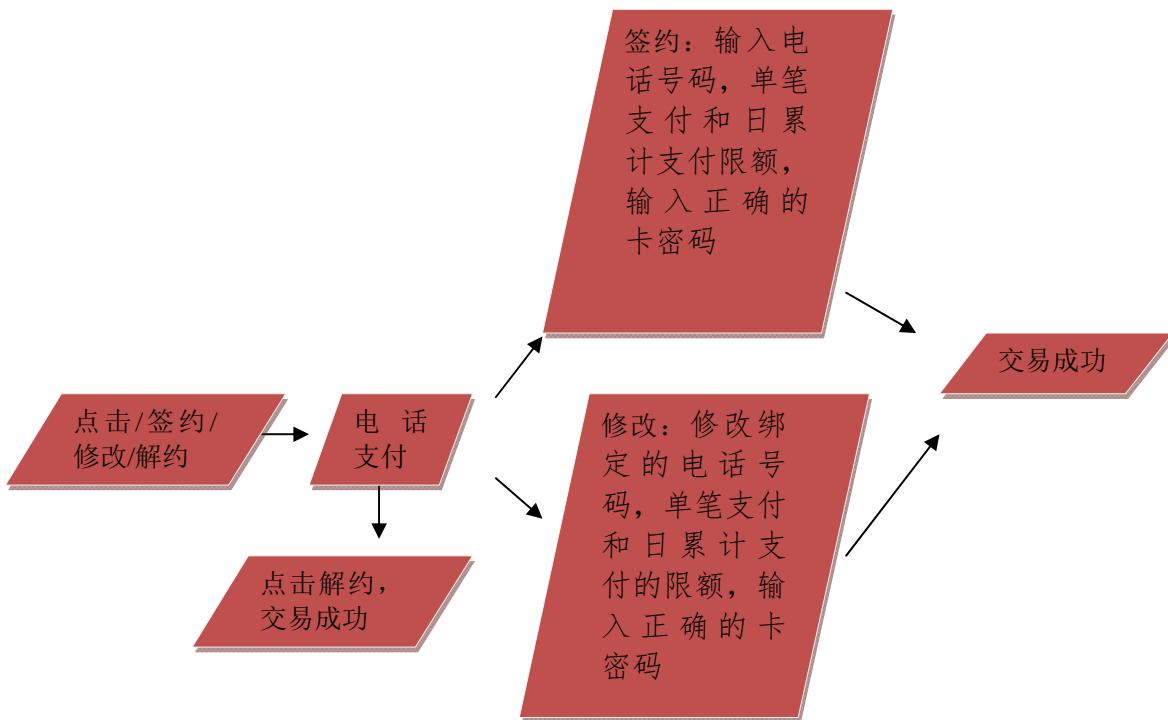 签约：输入电
话号码，单笔
支付和日累
计支付限额，
输入正确的
卡密码
交易成功
点击/签约/
修改/解约
电话
支付
修改：修改绑
定的电话号
码，单笔支付
和日累计支
付的限额，输
入正确的卡
密码
点击解约，
交易成功